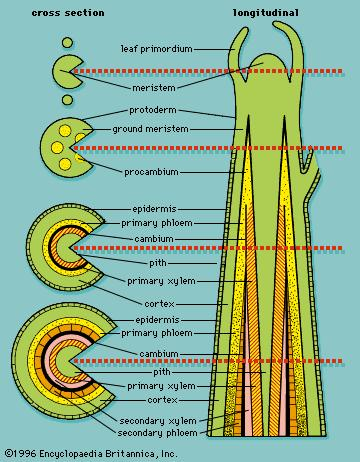 cross section
longitudinal
leaf primordium
meristem
protoderm
ground meristem
procambium
epidermis
primary phloem
cambium
pith
primary xylem
cortex
epidermis
primary phloem
cambium
pith
primary xylem
cortex
secondary xylem
secondary phloem
©1996 Encyclopaedia Britannica, Inc.